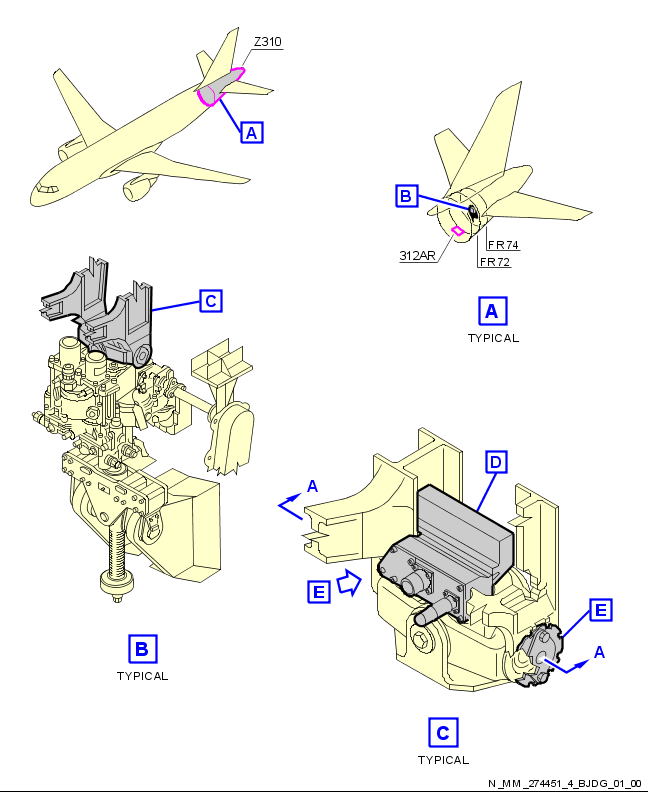 Z310
A
B
312AR
FR74
FR72
A
TYPICAL
C
D
A
E
E
A
B
TYPICAL
C
TYPICAL
N_MM_274451_4_BJDG_01_00